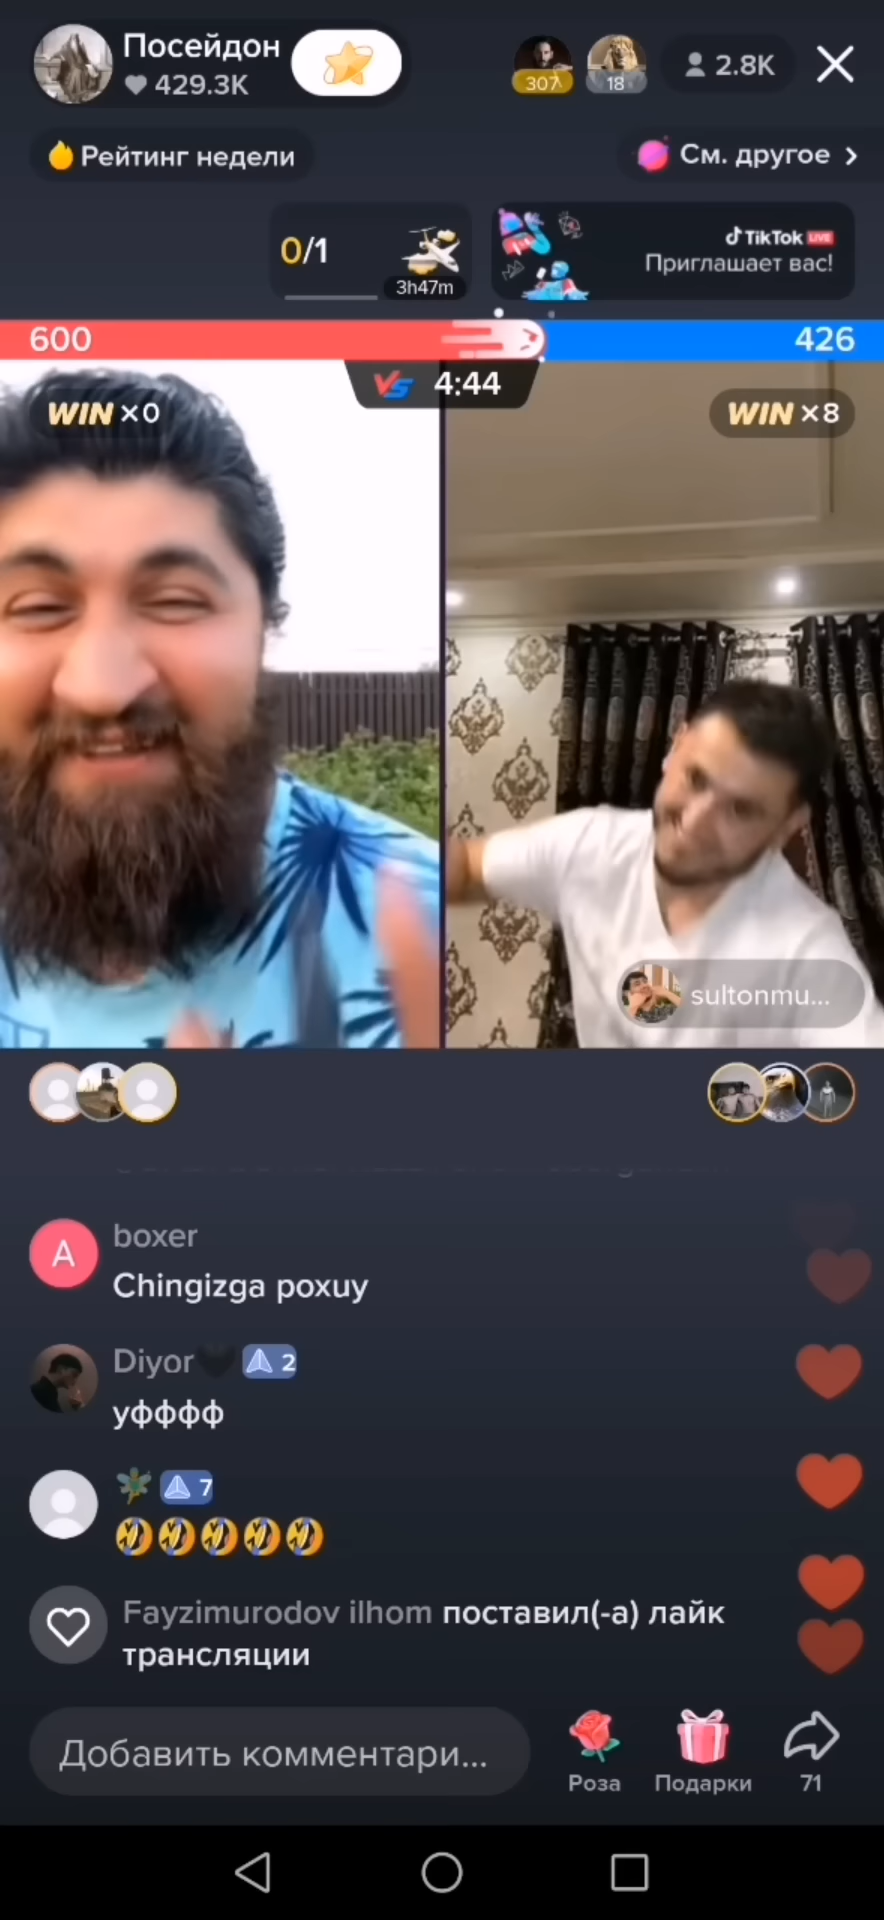 Посейдон
429.3K
307
18
2.8K
Рейтинг недели
См. другое
0/1
3h47m
TikTok LIVE
Приглашает вас!
600
426
VS 4:44
WIN ×0
WIN ×8
sultonmu...
boxer
A
Chingizga poxuy
Diyor 2
уфффф
7
Fayzimurodov ilhom поставил(-а) лайк
трансляции
Добавить комментари...
Роза
Подарки
71